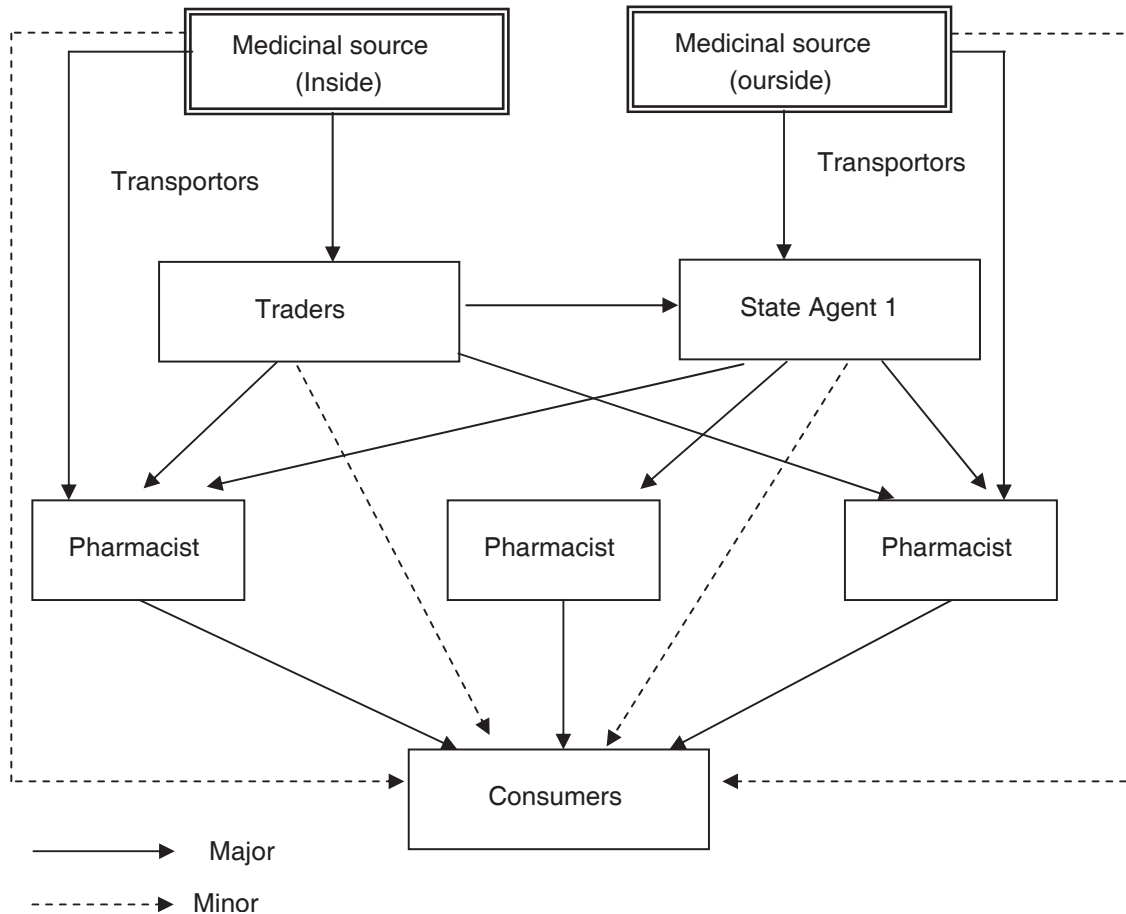 Medicinal source
(Inside)
Medicinal source
(ourside)
Transportors
Transportors
Traders
State Agent 1
Pharmacist
Pharmacist
Pharmacist
Consumers
Major
Minor